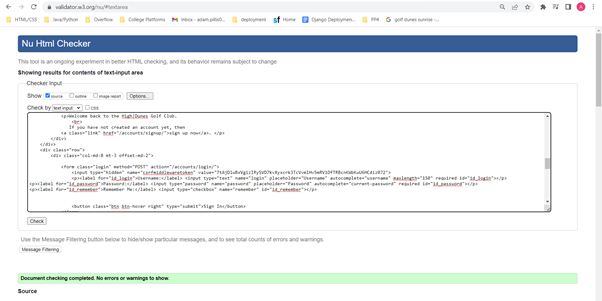 validator.w3.org/nu/#textarea
HTML/CSS Java/Python Overflow College Platforms Inbox - adam.pillo0... deployment Home Django Deploymen... PP4 golf dunes sunrise -...
Nu Html Checker
This tool is an ongoing experiment in better HTML checking, and its behavior remains subject to change
Showing results for contents of text-input area
Checker Input
Show source outline image report Options...
Check by text input css
<p>Welcome back to the High|Dunes Golf Club.
<br>
If you have not created an account yet, then
<a class="link" href="/accounts/signup/">sign up now</a>. </p>
</div>
</div>
<div class="row">
<div class="col-md-8 mt-3 offset-md-2">
<form class="login" method="POST" action="/accounts/login/">
<input type="hidden" name="csrfmiddlewaretoken"
<p><label for="id_login">Username:</label> <input type="text" name="login" placeholder="Username" autocomplete="username" maxlength="150" required id="id_login"></p>
<p><label for="id_password">Password:</label> <input type="password" name="password" placeholder="Password" autocomplete="current-password" required id="id_password"></p>
<p><label for="id_remember">Remember Me:</label> <input type="checkbox" name="remember" id="id_remember"></p>
<button class="btn btn-hover right" type="submit">Sign In</button>
Check
Use the Message Filtering button below to hide/show particular messages, and to see total counts of errors and warnings.
Message Filtering
Document checking completed. No errors or warnings to show.
Source